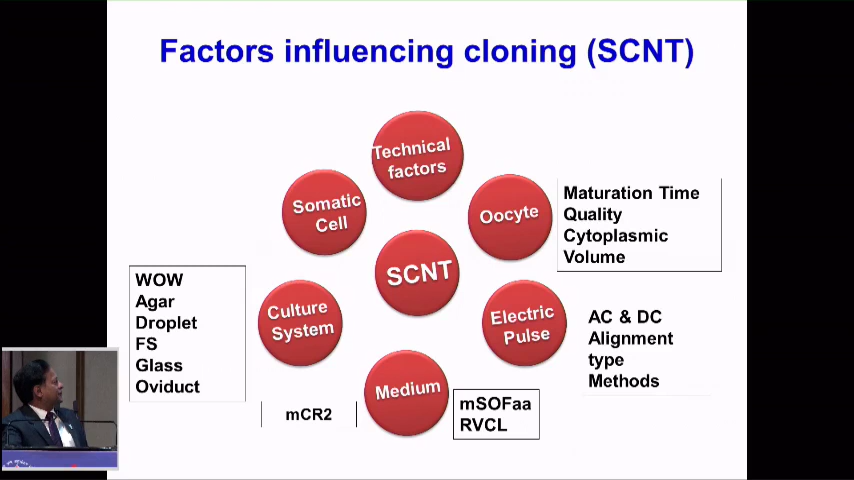 Factors influencing cloning (SCNT)
Technical
factors
Somatic
Cell
Oocyte
Maturation Time
Quality
Cytoplasmic
Volume
SCNT
WOW
Agar
Droplet
FS
Glass
Oviduct
Culture
System
Electric
Pulse
AC & DC
Alignment
type
Methods
Medium
mCR2
mSOFaa
RVCL